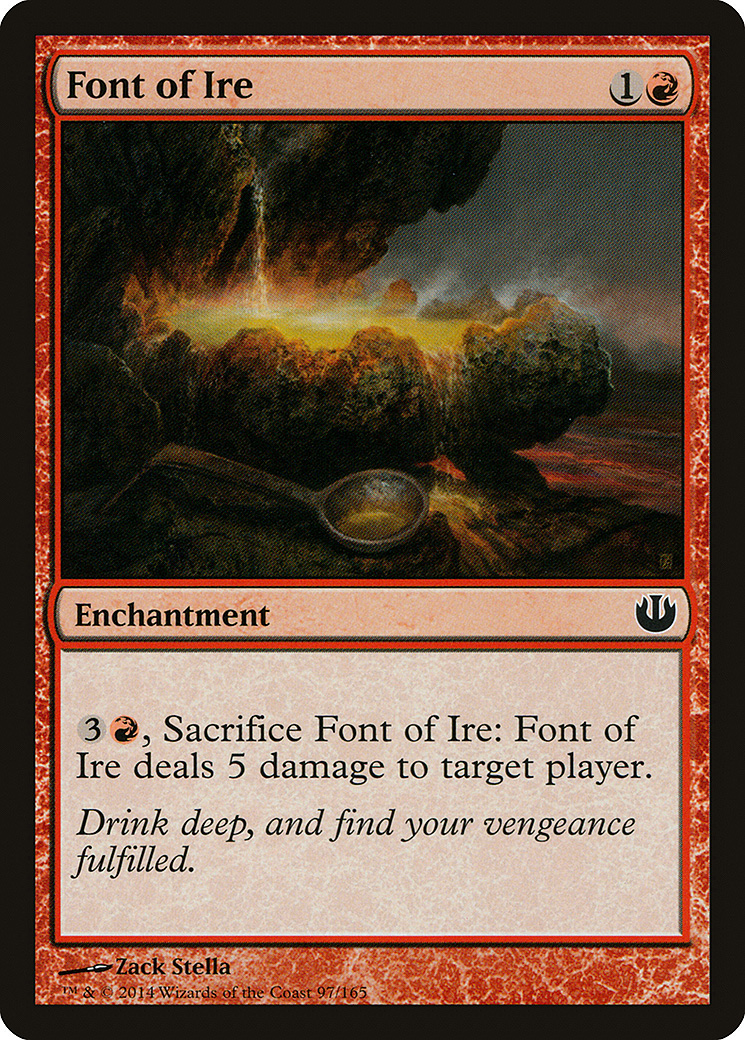 Font of Ire 1
Enchantment
3, Sacrifice Font of Ire: Font of
Ire deals 5 damage to target player.
Drink deep, and find your vengeance
fulfilled.
Zack Stella
™ & © 2014 Wizards of the Coast 97/165